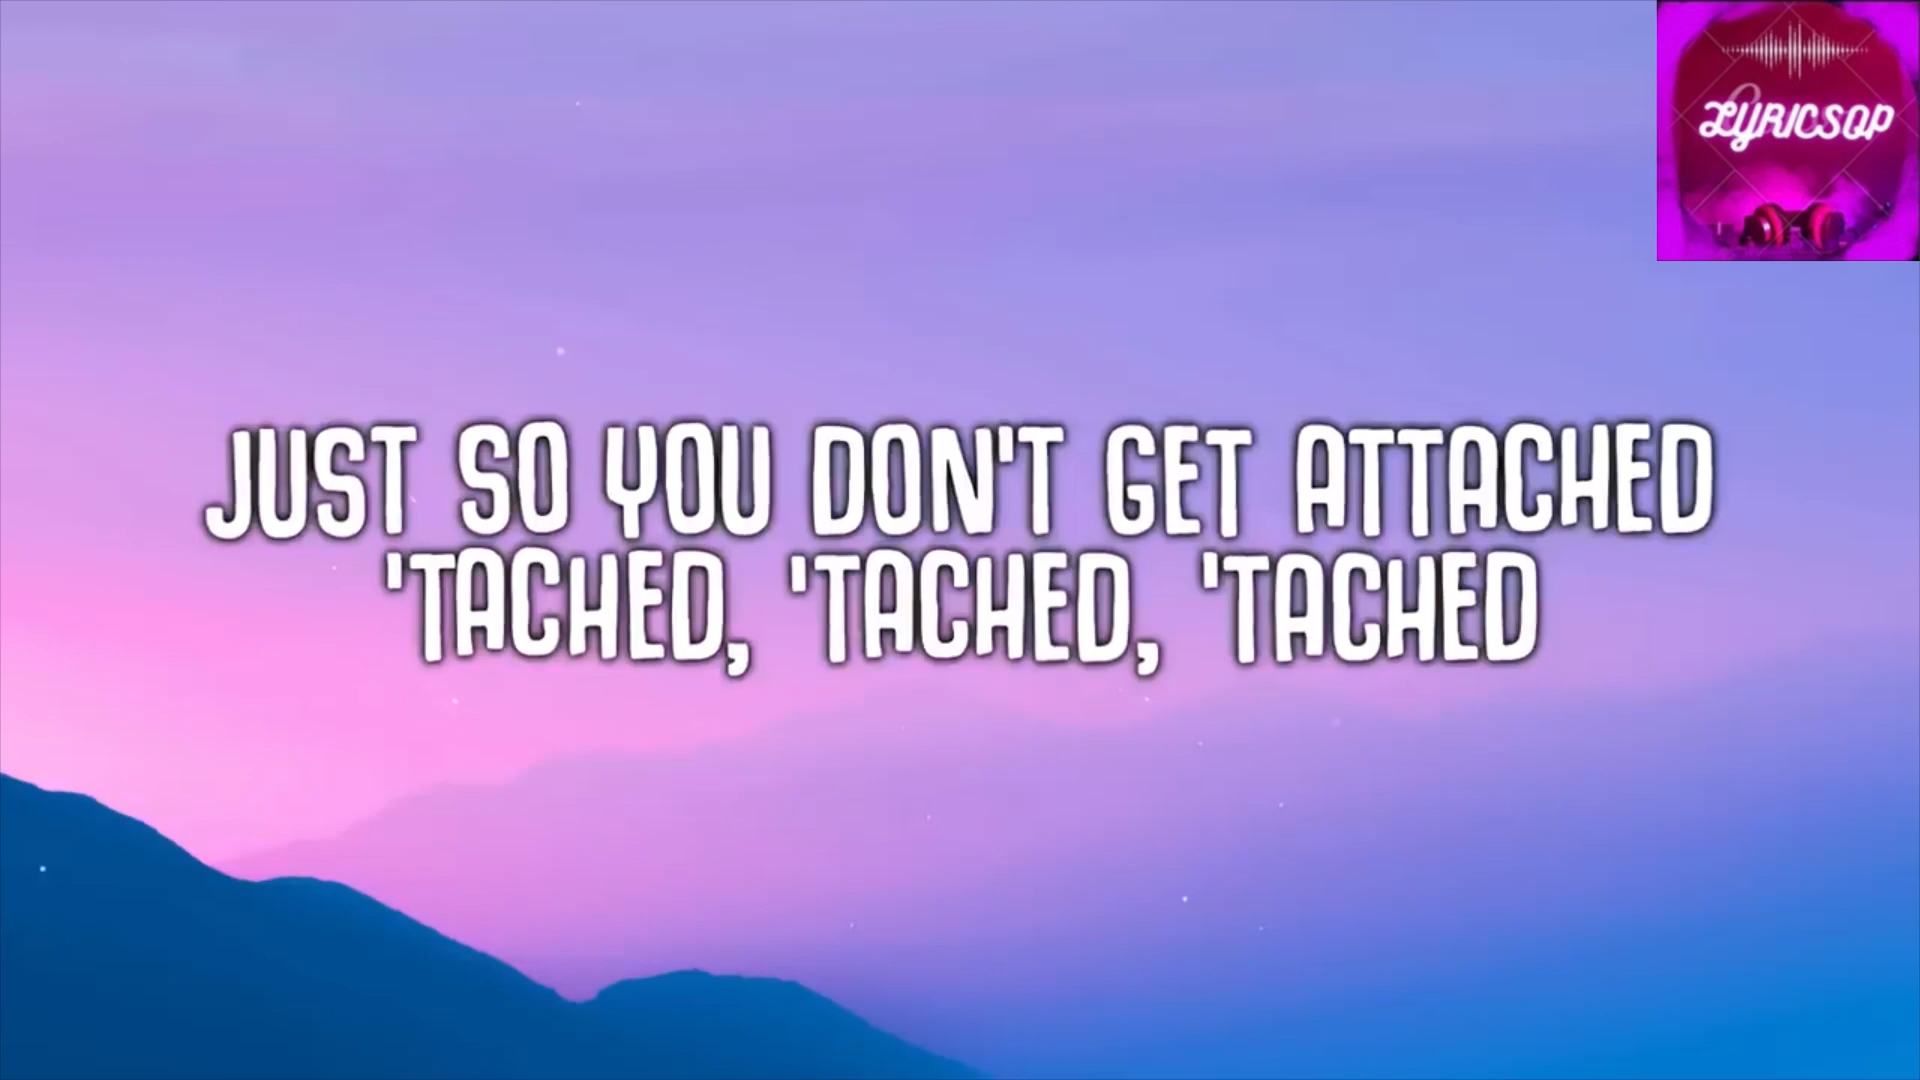 LYRICSOP
JUST SO YOU DON'T GET ATTACHED
'TACHED, 'TACHED, 'TACHED